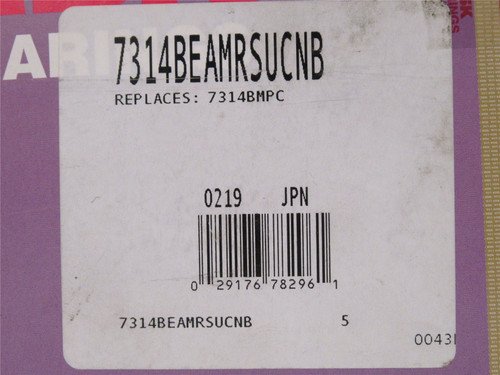 7314BEAMRSUCNB
REPLACES: 7314BMPC
0219 JPN
0 29176 78296 1
7314BEAMRSUCNB 5